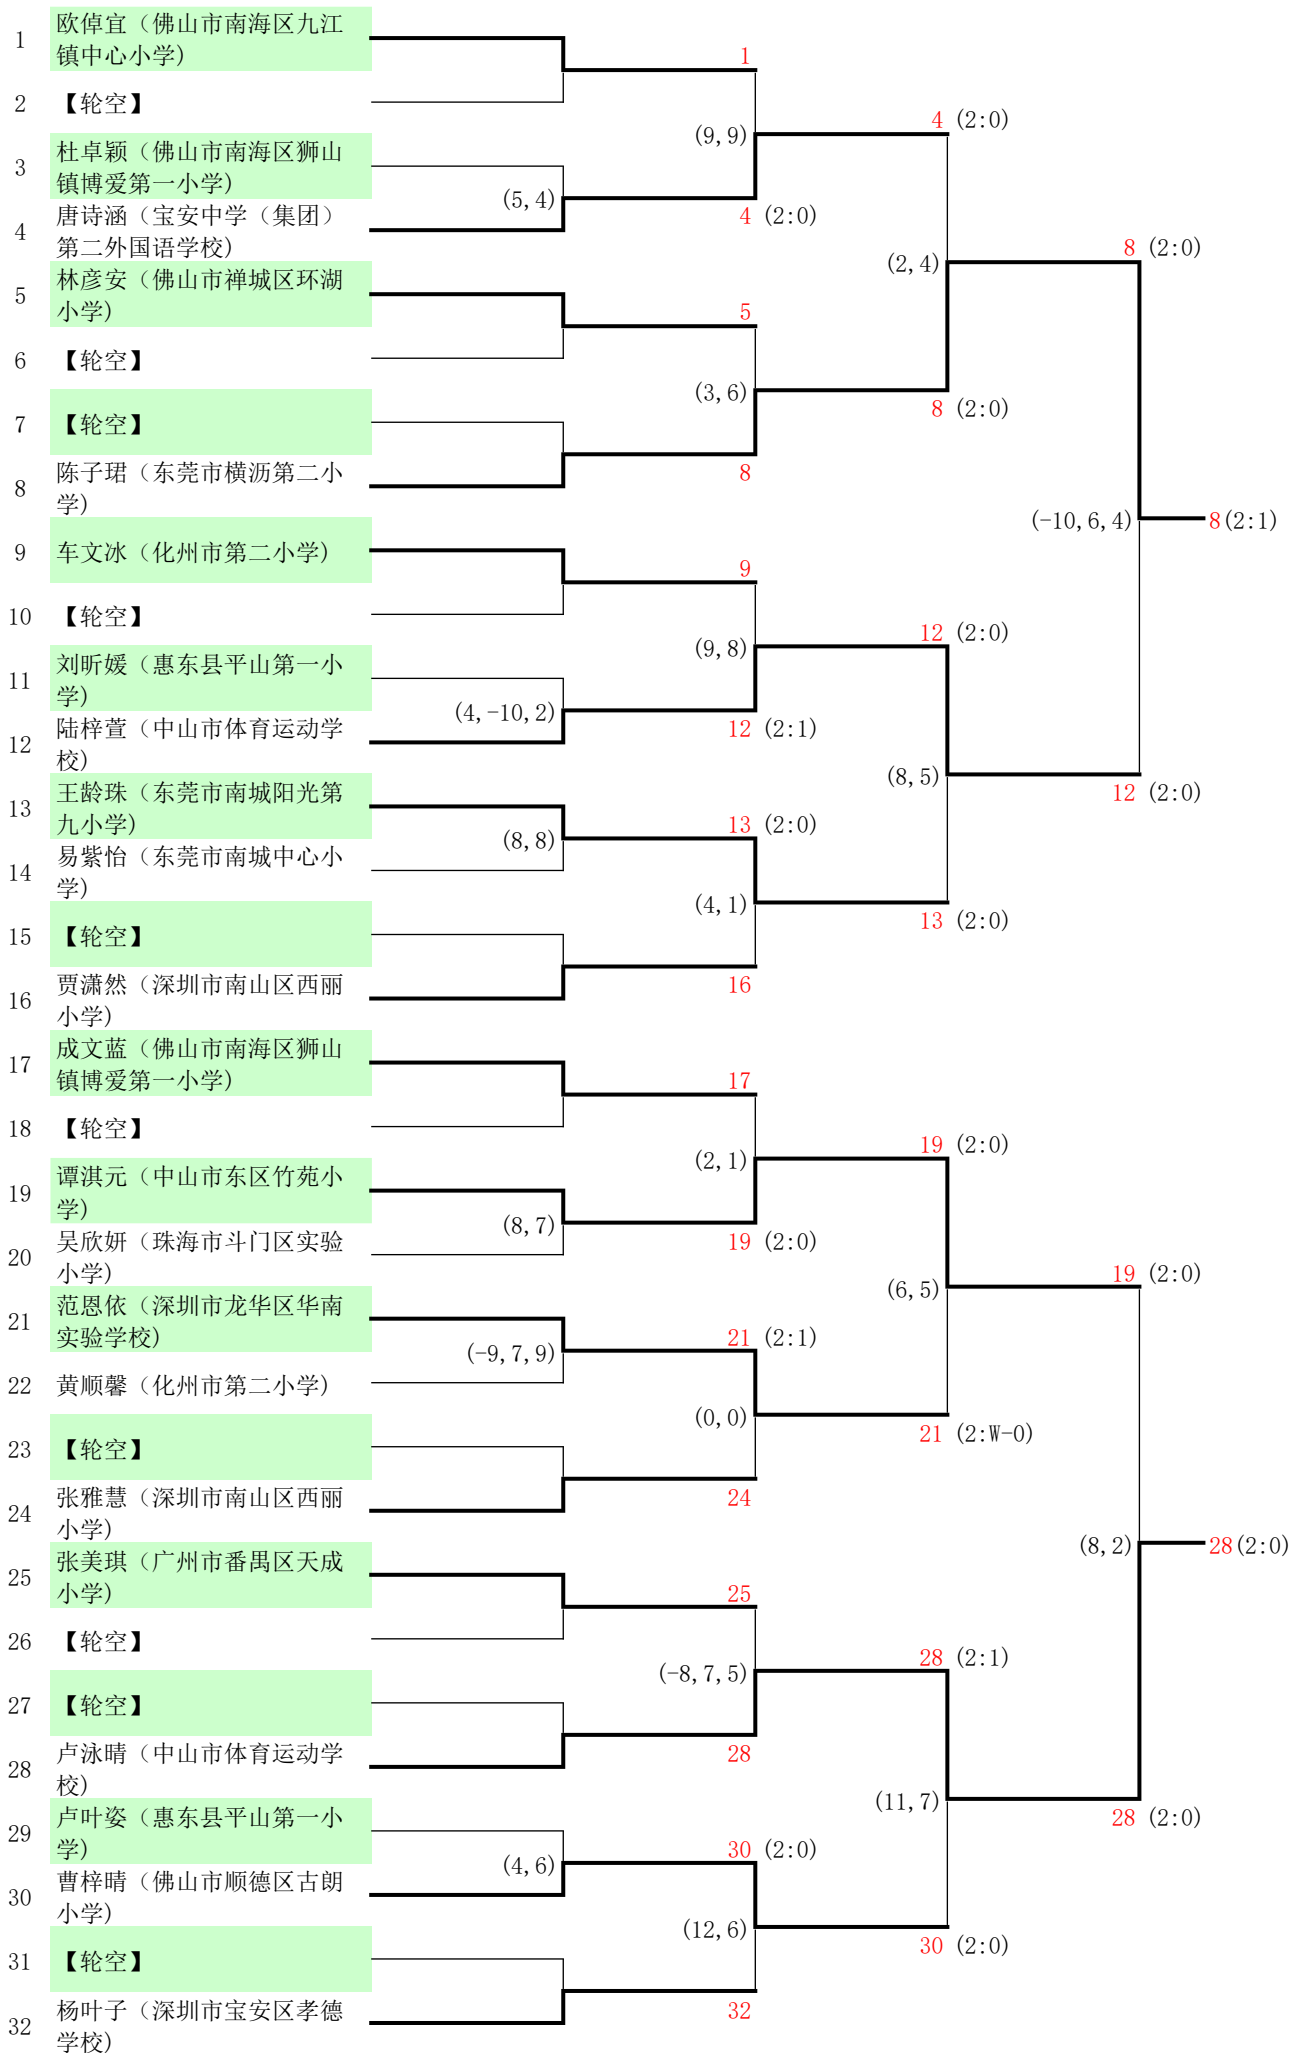 欧倬宜（佛山市南海区九江
1
镇中心小学）
1
2 【轮空】
4 (2:0)
(9,9)
杜卓颖（佛山市南海区狮山
3
镇博爱第一小学）
(5,4)
唐诗涵（宝安中学（集团）
4 (2:0)
4
第二外国语学校）
8 (2:0)
(2,4)
林彦安（佛山市禅城区环湖
5
小学）
5
6 【轮空】
(3,6)
8 (2:0)
7 【轮空】
陈子珺（东莞市横沥第二小
8
8
学）
(-10,6,4)
8(2:1)
9 车文冰（化州市第二小学）
9
10 【轮空】
12 (2:0)
(9,8)
刘昕媛（惠东县平山第一小
11
学）
(4,-10,2)
陆梓萱（中山市体育运动学
12 (2:1)
12
校）
(8,5)
王龄珠（东莞市南城阳光第
12 (2:0)
13
九小学）
13 (2:0)
(8,8)
易紫怡（东莞市南城中心小
14
学）
(4,1)
13 (2:0)
15 【轮空】
贾潇然（深圳市南山区西丽
16
16
小学）
成文蓝（佛山市南海区狮山
17
镇博爱第一小学）
17
18 【轮空】
19 (2:0)
(2,1)
谭淇元（中山市东区竹苑小
19
学）
(8,7)
吴欣妍（珠海市斗门区实验
19 (2:0)
20
小学）
19 (2:0)
(6,5)
范恩依（深圳市龙华区华南
21
实验学校）
21 (2:1)
(-9,7,9)
22 黄顺馨（化州市第二小学）
(0,0)
21 (2:W-0)
23 【轮空】
张雅慧（深圳市南山区西丽
24
24
小学）
(8,2)
28(2:0)
张美琪（广州市番禺区天成
25
小学）
25
26 【轮空】
28 (2:1)
(-8,7,5)
27 【轮空】
卢泳晴（中山市体育运动学
28
28
校）
(11,7)
卢叶姿（惠东县平山第一小
28 (2:0)
29
学）
30 (2:0)
(4,6)
曹梓晴（佛山市顺德区古朗
30
小学）
(12,6)
30 (2:0)
31 【轮空】
杨叶子（深圳市宝安区孝德
32
32
学校）